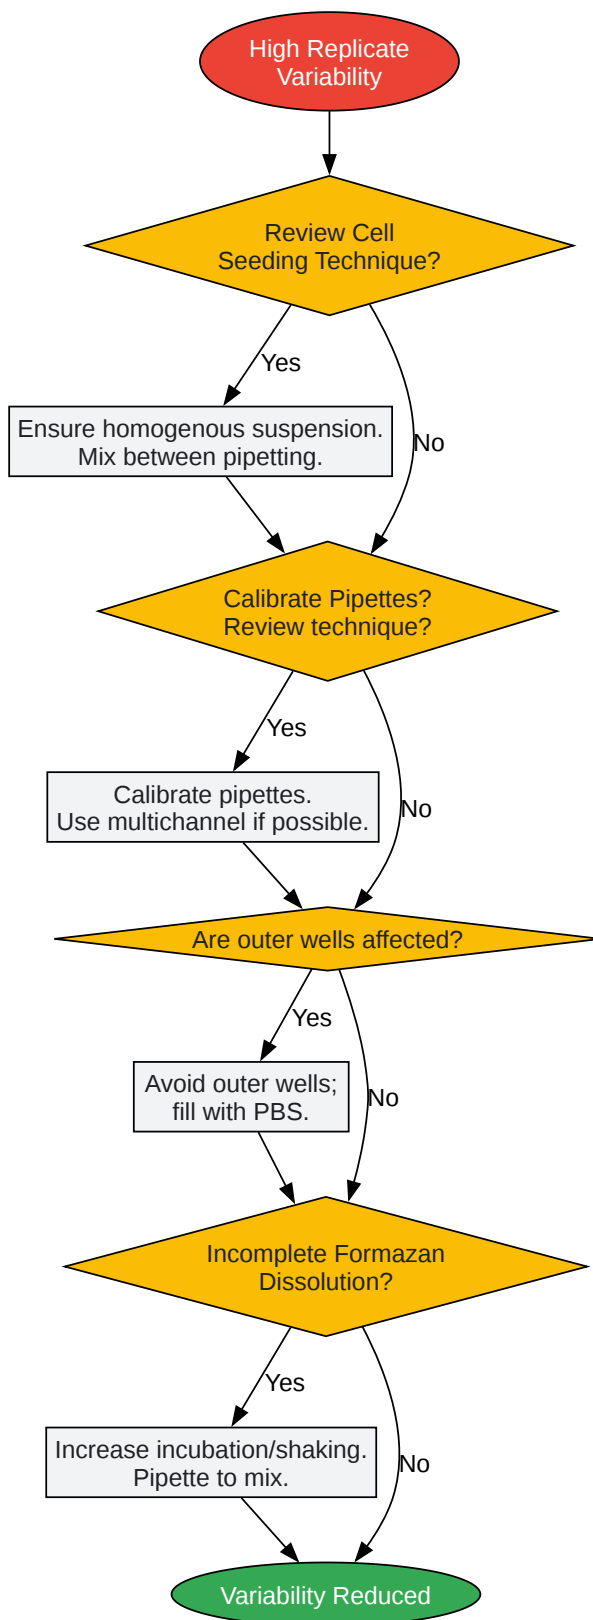 High Replicate
Variability
Review Cell
Seeding Technique?
Yes
Ensure homogenous suspension.
Mix between pipetting.
No
Calibrate Pipettes?
Review technique?
Yes
Calibrate pipettes.
Use multichannel if possible.
No
Are outer wells affected?
Yes
Avoid outer wells;
fill with PBS.
No
Incomplete Formazan
Dissolution?
Yes
Increase incubation/shaking.
Pipette to mix.
No
Variability Reduced